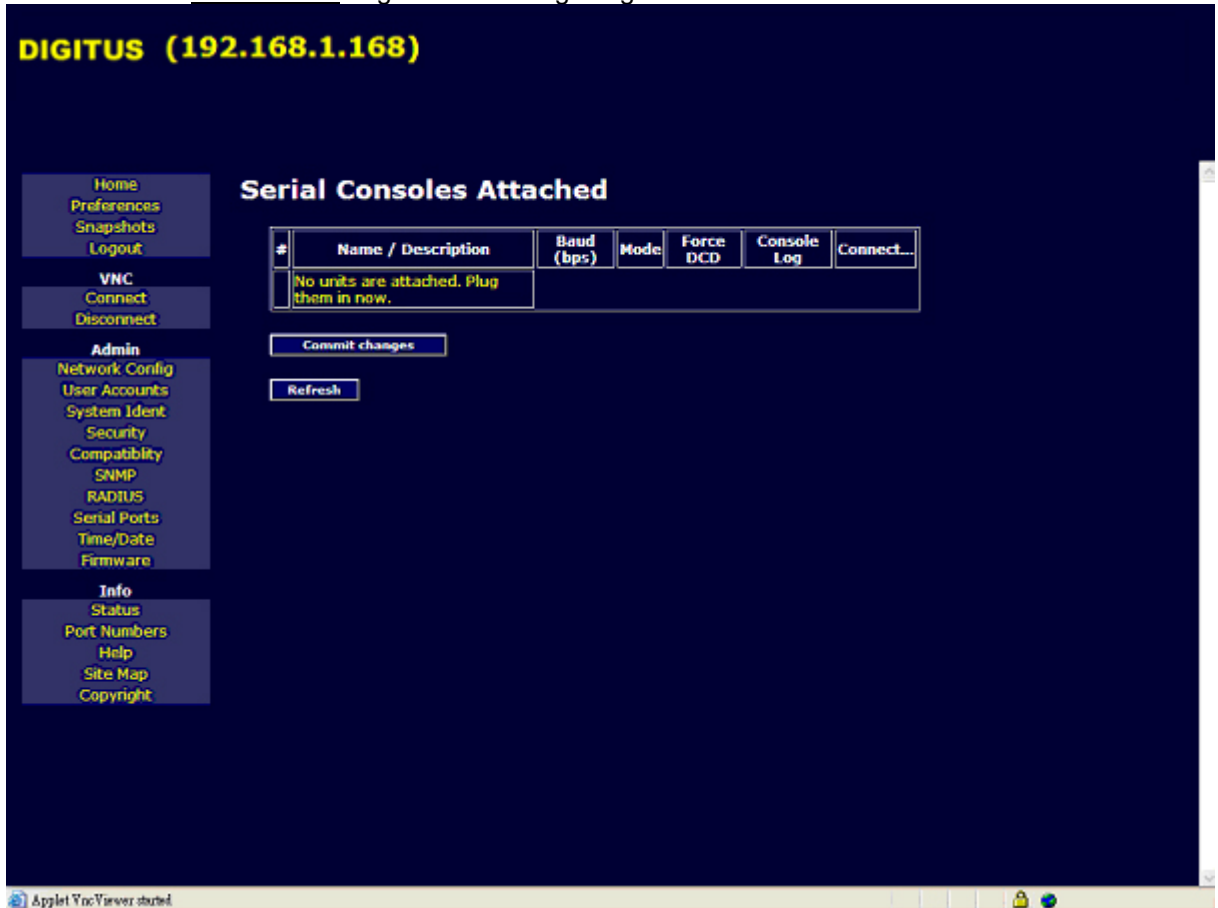 DIGITUS (192.168.1.168)
Home
Preferences
Snapshots
Logout
VNC
Connect
Disconnect
Admin
Network Config
User Accounts
System Ident
Security
Compatiblity
SNMP
RADIUS
Serial Ports
Time/Date
Firmware
Info
Status
Port Numbers
Help
Site Map
Copyright
Serial Consoles Attached
# Name / Description Baud (bps) Mode Force DCD Console Log Connect...
No units are attached. Plug
them in now.
Commit changes
Refresh
Applet VncViewer started